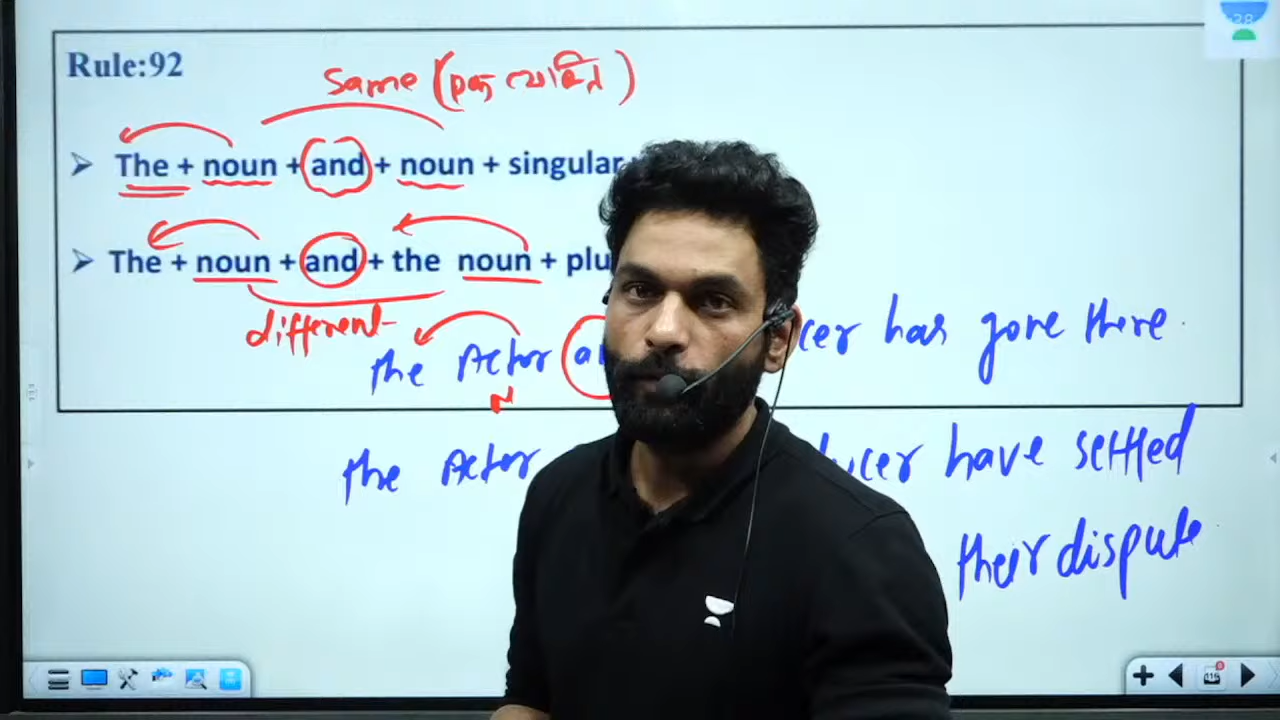 Rule:92
same (
The + noun + and + noun + singular
The + noun + and + the noun + plu
different
the Actor a cer has gone there
N
the Actor ucer have settled
their dispute